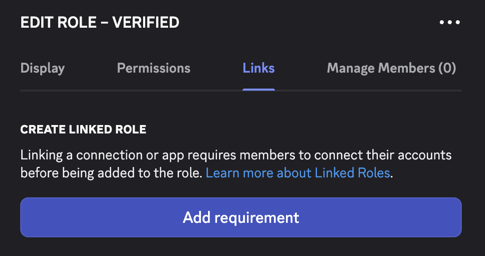 EDIT ROLE – VERIFIED
Display Permissions Links Manage Members (0)
CREATE LINKED ROLE
Linking a connection or app requires members to connect their accounts
before being added to the role. Learn more about Linked Roles.
Add requirement